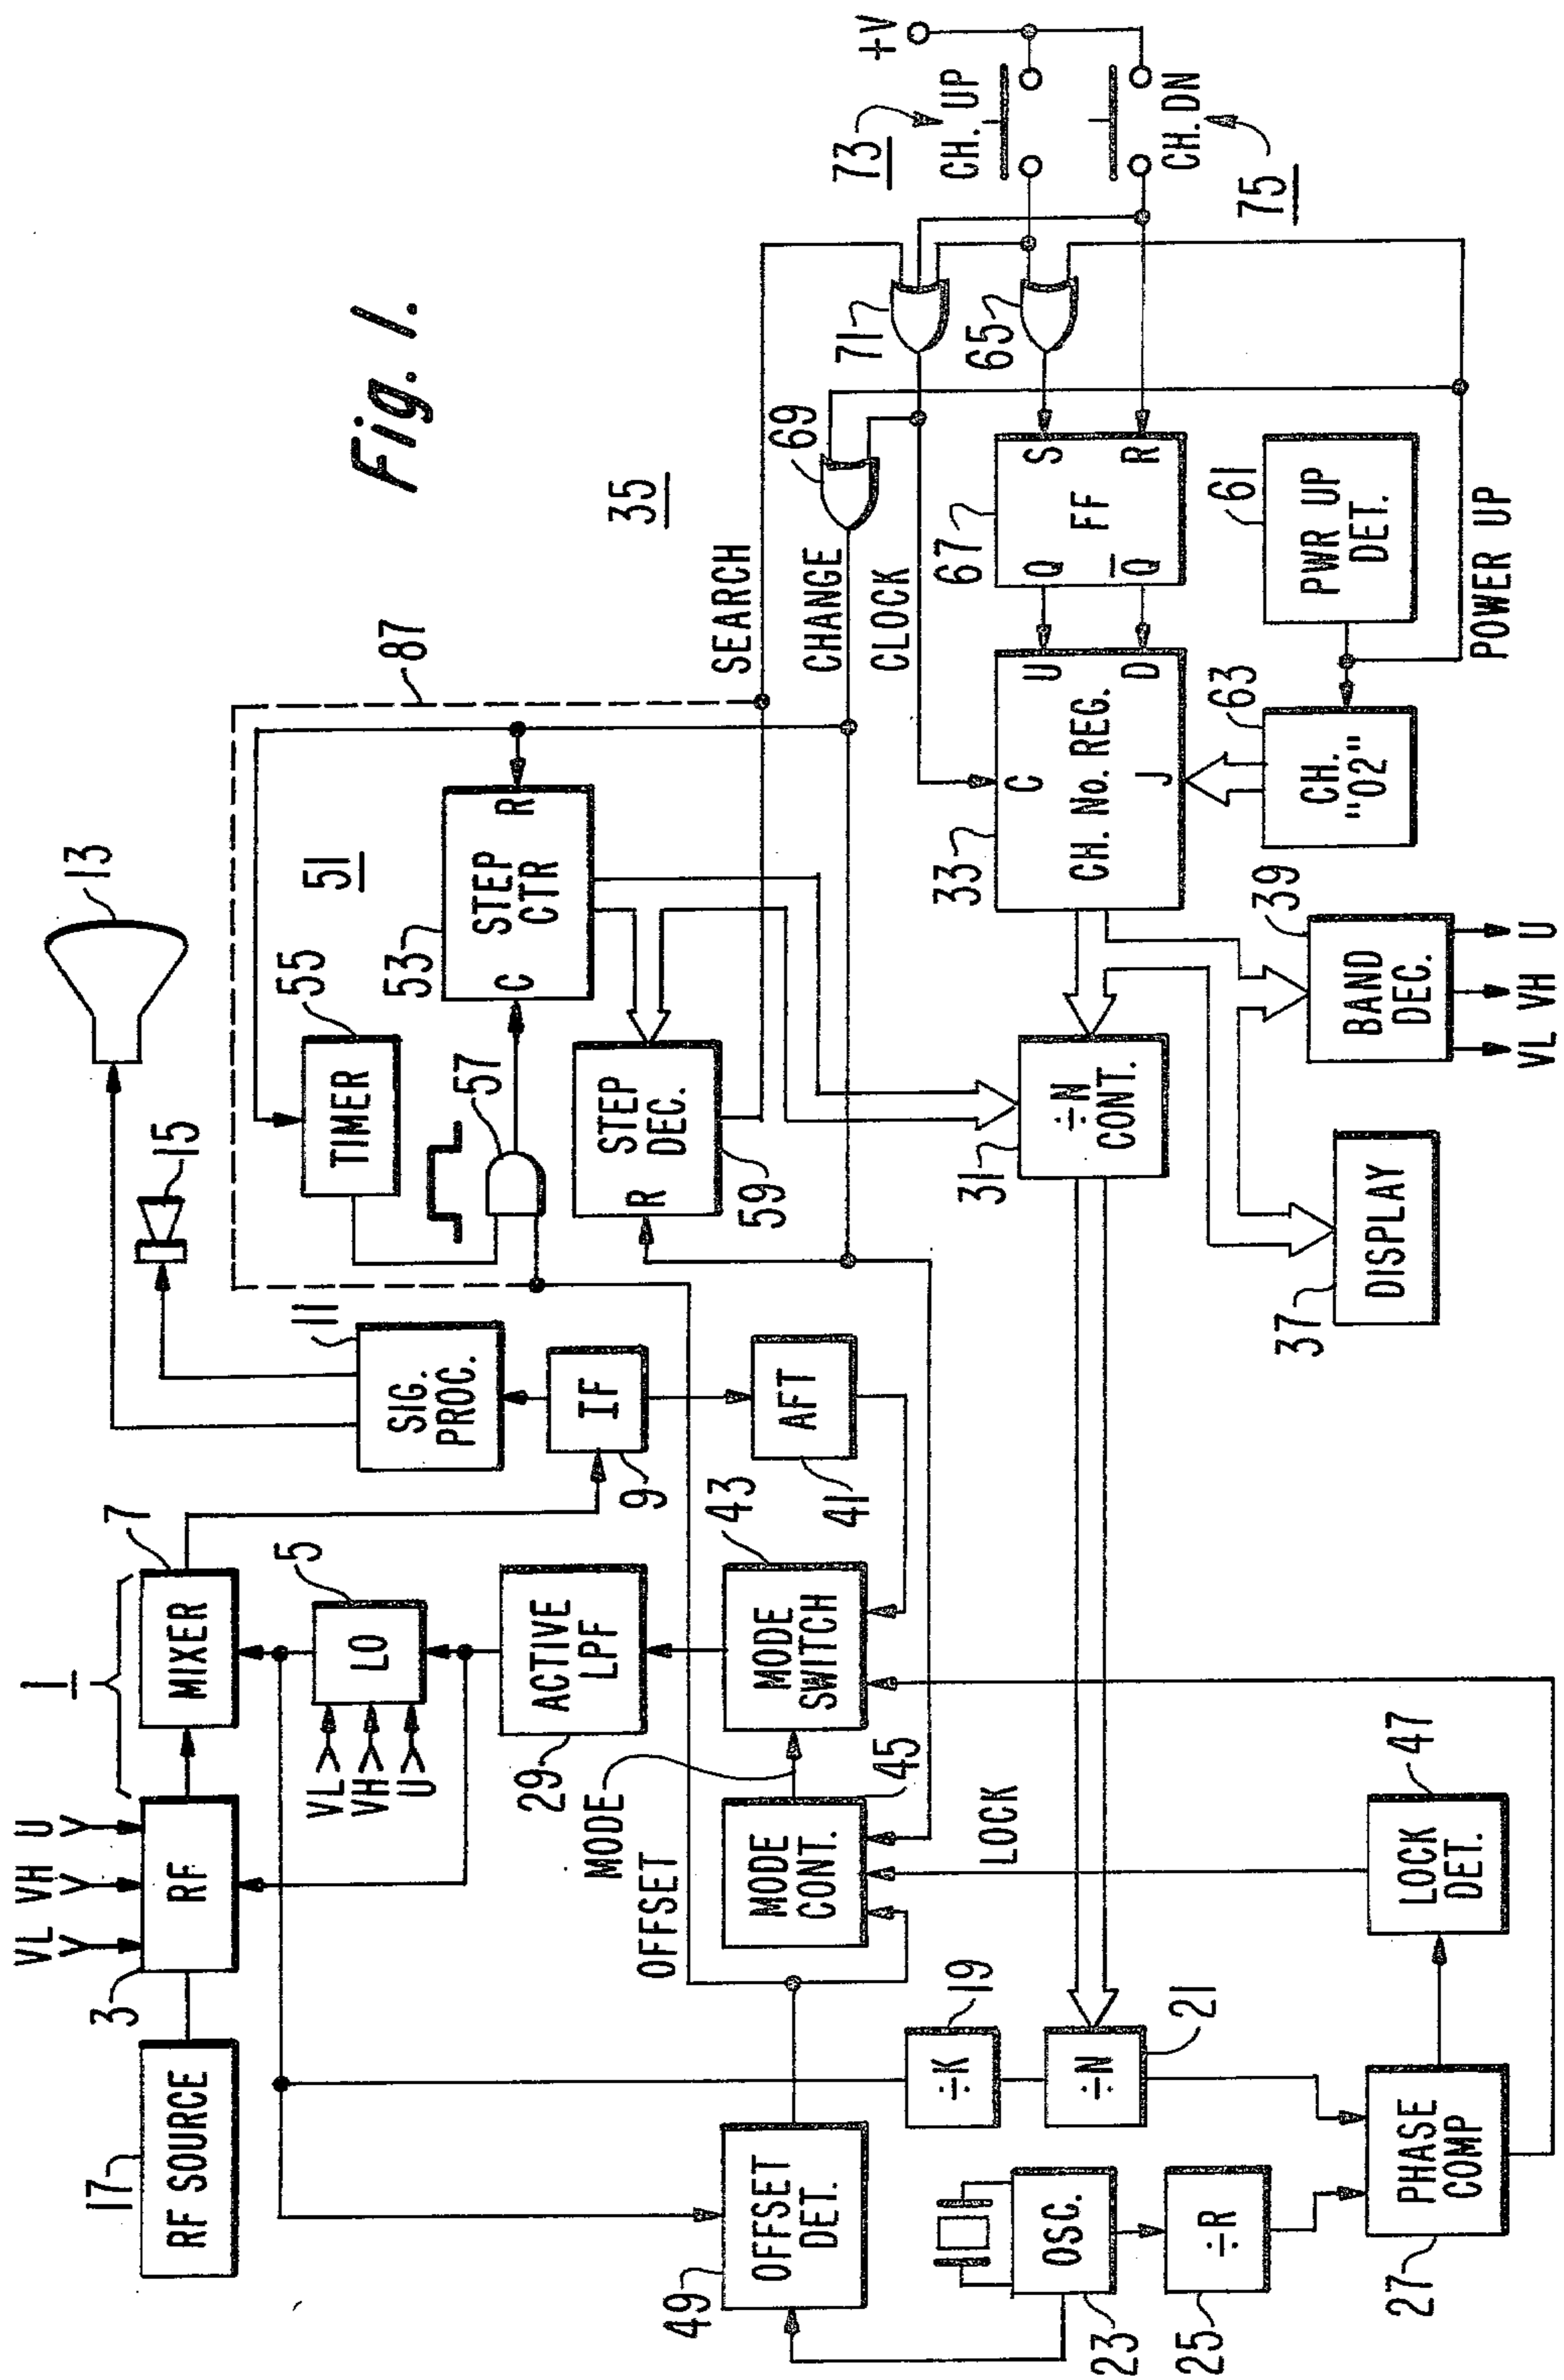 Fig. 1.
17
RF SOURCE
3
VL VH U
RF
1
7
MIXER
5
LO
VL
VH
U
29
ACTIVE
LPF
11
SIG.
PROC.
IF
9
13
15
AFT
41
43
MODE
SWITCH
MODE
45
MODE
CONT.
OFFSET
LOCK
49
OFFSET
DET.
OSC.
23
÷R
25
19
÷K
÷N
21
PHASE
COMP
27
47
LOCK
DET.
55
TIMER
51
53
STEP
CTR
C
R
57
STEP
DEC.
R
59
87
SEARCH
CHANGE
CLOCK
35
69
71
65
67
S
R
FF
Q
Q̅
33
C
U
D
J
CH. No. REG.
31
÷N
CONT.
37
DISPLAY
39
BAND
DEC.
VL VH U
63
CH.
"02"
61
PWR UP
DET.
POWER UP
73
CH. UP
+V
CH. DN
75